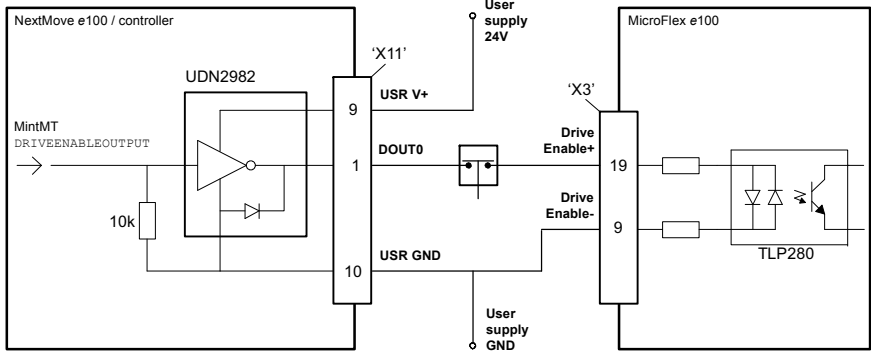 NextMove e100 / controller
User
supply
24V
MicroFlex e100
'X11'
UDN2982
'X3'
9
USR V+
MintMT
DRIVEENABLEOUTPUT
Drive
Enable+
1
DOUT0
19
Drive
Enable-
10k
9
TLP280
10
USR GND
User
supply
GND